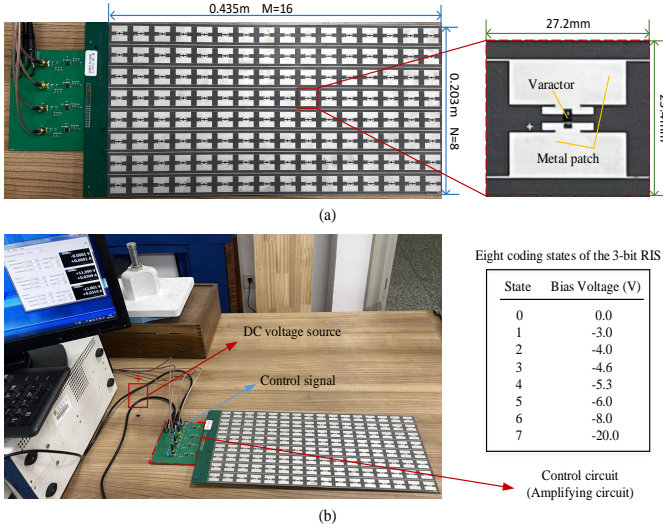 0.435m M=16
27.2mm
0.203m N=8
Varactor
Metal patch
(a)
DC voltage source
+
-
Control signal
Eight coding states of the 3-bit RIS
State Bias Voltage (V)
0 0.0
1 -3.0
2 -4.0
3 -4.6
4 -5.3
5 -6.0
6 -8.0
7 -20.0
Control circuit
(Amplifying circuit)
(b)